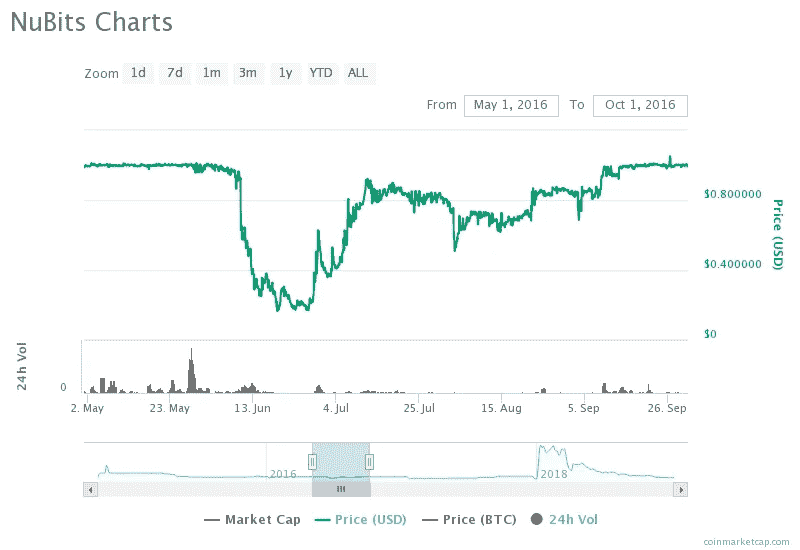 NuBits Charts
Zoom 1d 7d 1m 3m 1y YTD ALL
From May 1, 2016 To Oct 1, 2016
$0.800000
$0.400000
$0
Price (USD)
24h Vol
0
2. May 23. May 13. Jun 4. Jul 25. Jul 15. Aug 5. Sep 26. Sep
2016 2018
Market Cap Price (USD) Price (BTC) 24h Vol
coinmarketcap.com